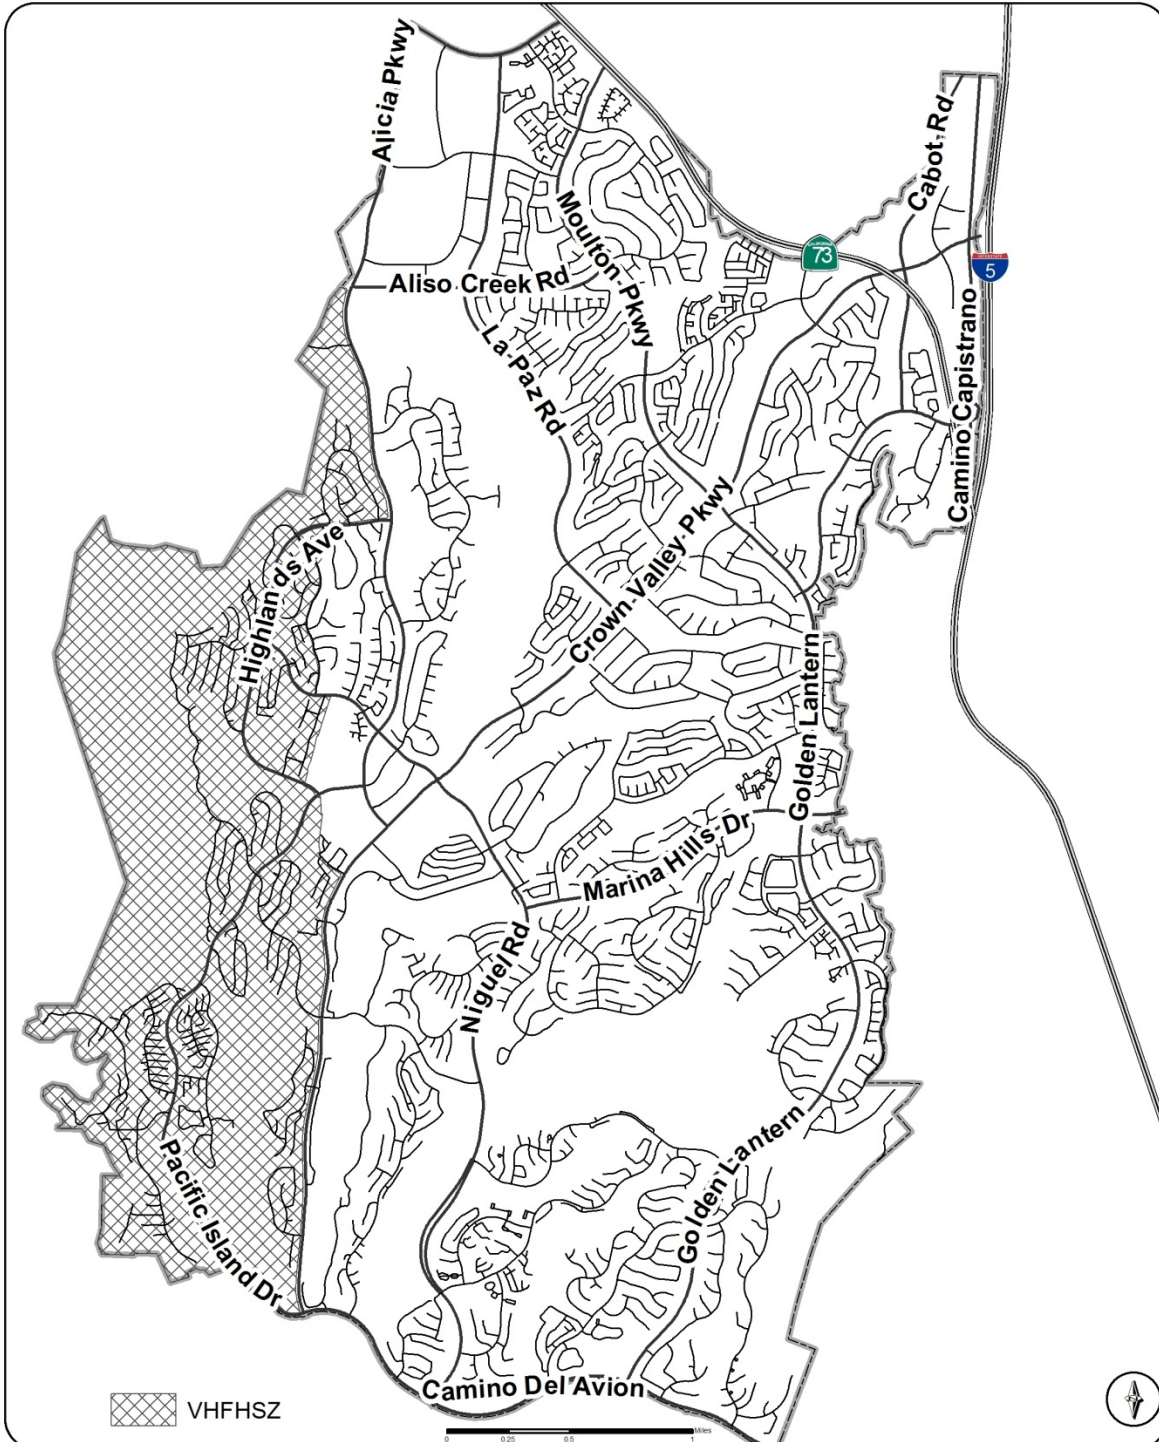 Alicia Pkwy
Cabot Rd
Moulton Pkwy
CALIFORNIA
73
INTERSTATE
5
Aliso Creek Rd
La Paz Rd
Camino Capistrano
Highlands Ave
Crown Valley Pkwy
Golden Lantern
Marina Hills Dr
Niguel Rd
Golden Lantern
Pacific Island Dr
Camino Del Avion
VHFHSZ
Miles
0 0.25 0.5 1